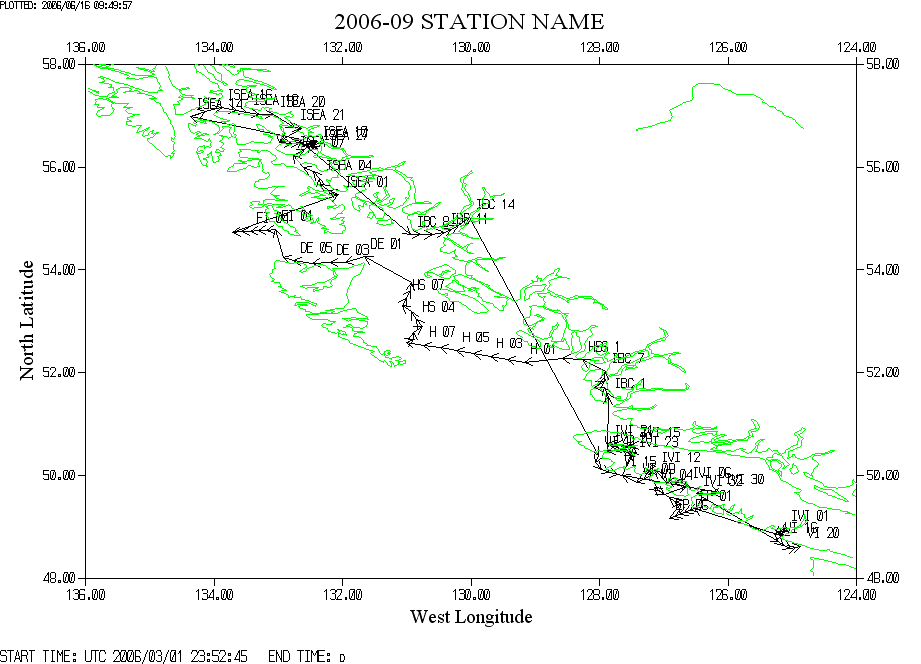 PLOTTED: 2006/06/16 09:49:57
2006-09 STATION NAME
136.00 134.00 132.00 130.00 128.00 126.00 124.00
58.00 58.00
ISEA 16
ISEA 14 ISEA 20
ISEA 21
ISEA 04
56.00 56.00
ISEA 01
IBC 14
IBC 8 IBC 11
DE 05 DE 03 DE 01
54.00 54.00
HS 07
HS 04
H 07 H 05 H 03 H 01 HBS 1
IBC 7
52.00 52.00
IBC 1
IVI 15
IVI 23
IVI 12
50.00 50.00
IVI 06
IVI 30
IVI 01
VI 20
48.00 48.00
136.00 134.00 132.00 130.00 128.00 126.00 124.00
North Latitude
West Longitude
START TIME: UTC 2006/03/01 23:52:45 END TIME: o